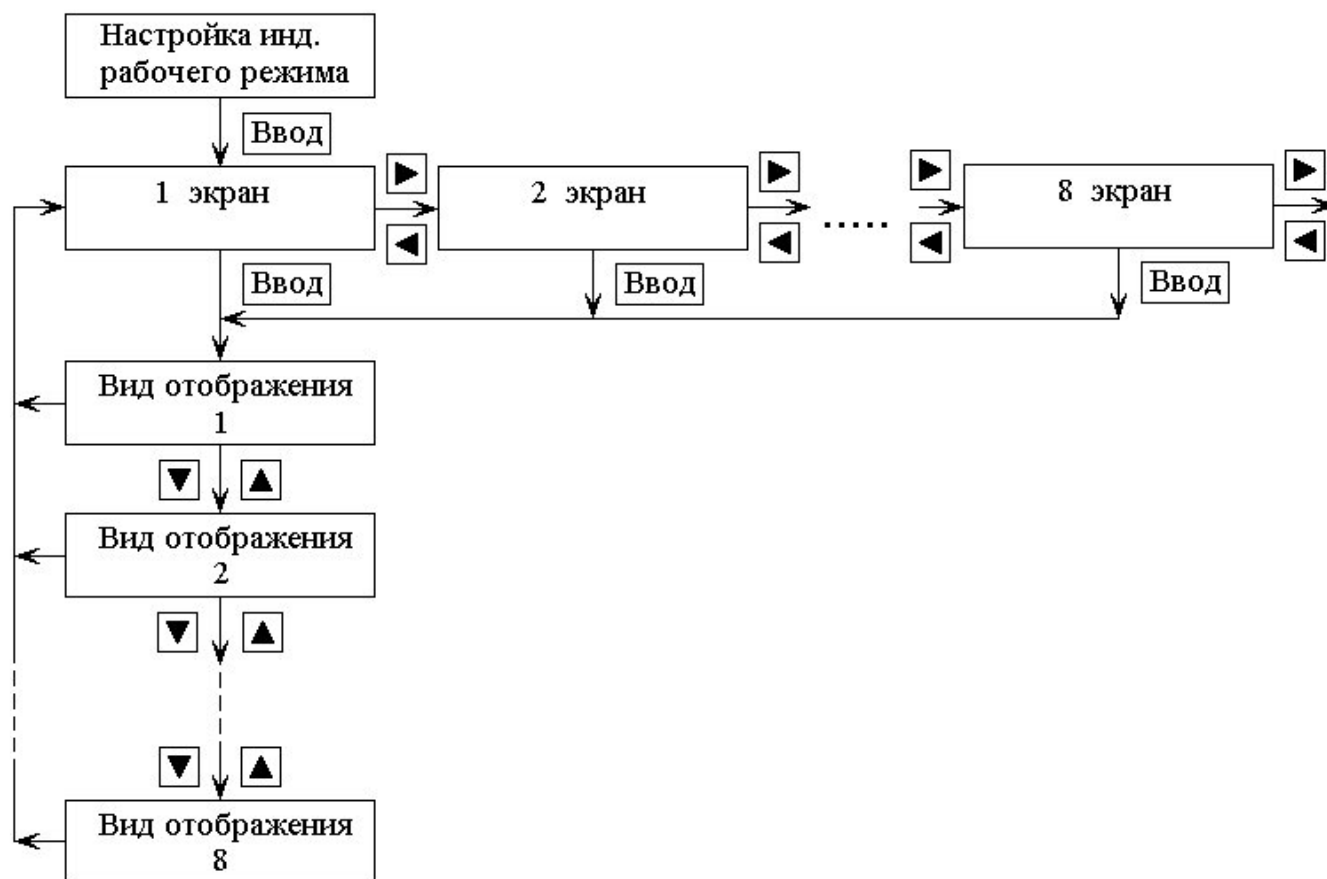 Настройка инд.
рабочего режима
Ввод
1 экран
2 экран
.....
8 экран
Ввод
Ввод
Ввод
Вид отображения
1
Вид отображения
2
Вид отображения
8